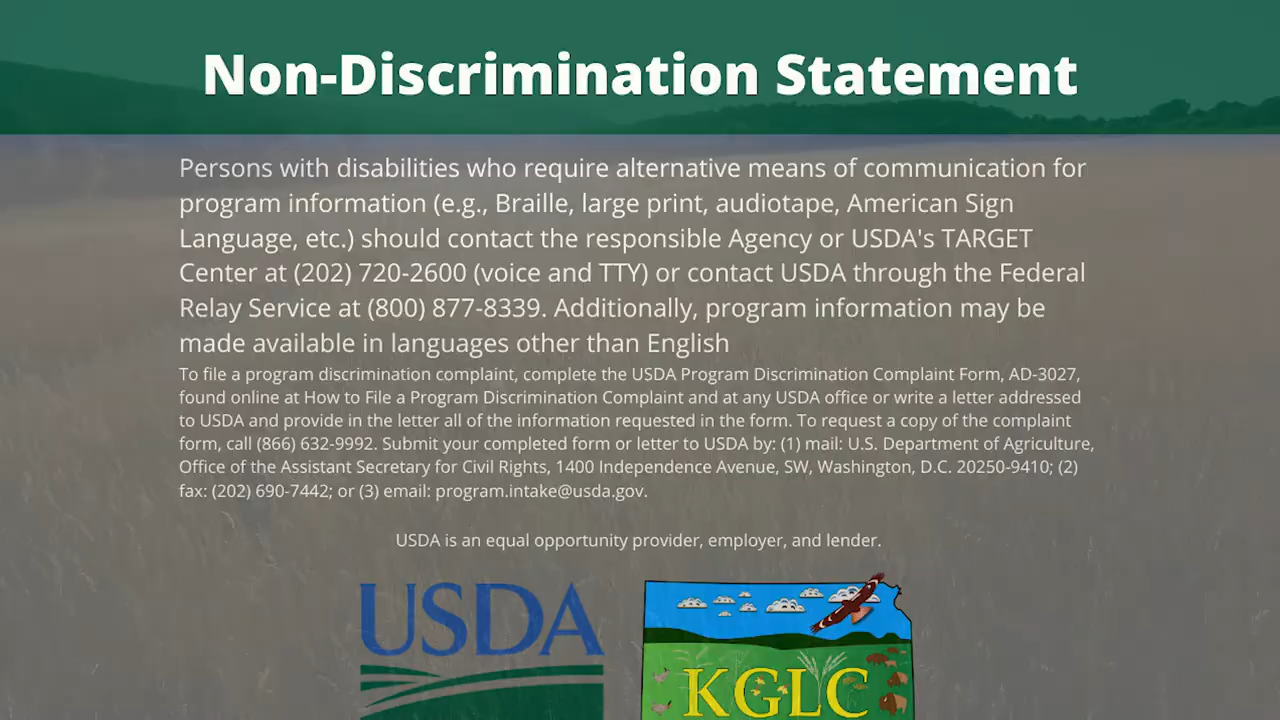 Non-Discrimination Statement
Persons with disabilities who require alternative means of communication for
program information (e.g., Braille, large print, audiotape, American Sign
Language, etc.) should contact the responsible Agency or USDA's TARGET
Center at (202) 720-2600 (voice and TTY) or contact USDA through the Federal
Relay Service at (800) 877-8339. Additionally, program information may be
made available in languages other than English
To file a program discrimination complaint, complete the USDA Program Discrimination Complaint Form, AD-3027,
found online at How to File a Program Discrimination Complaint and at any USDA office or write a letter addressed
to USDA and provide in the letter all of the information requested in the form. To request a copy of the complaint
form, call (866) 632-9992. Submit your completed form or letter to USDA by: (1) mail: U.S. Department of Agriculture,
Office of the Assistant Secretary for Civil Rights, 1400 Independence Avenue, SW, Washington, D.C. 20250-9410; (2)
fax: (202) 690-7442; or (3) email: program.intake@usda.gov.
USDA is an equal opportunity provider, employer, and lender.
USDA
KGLC